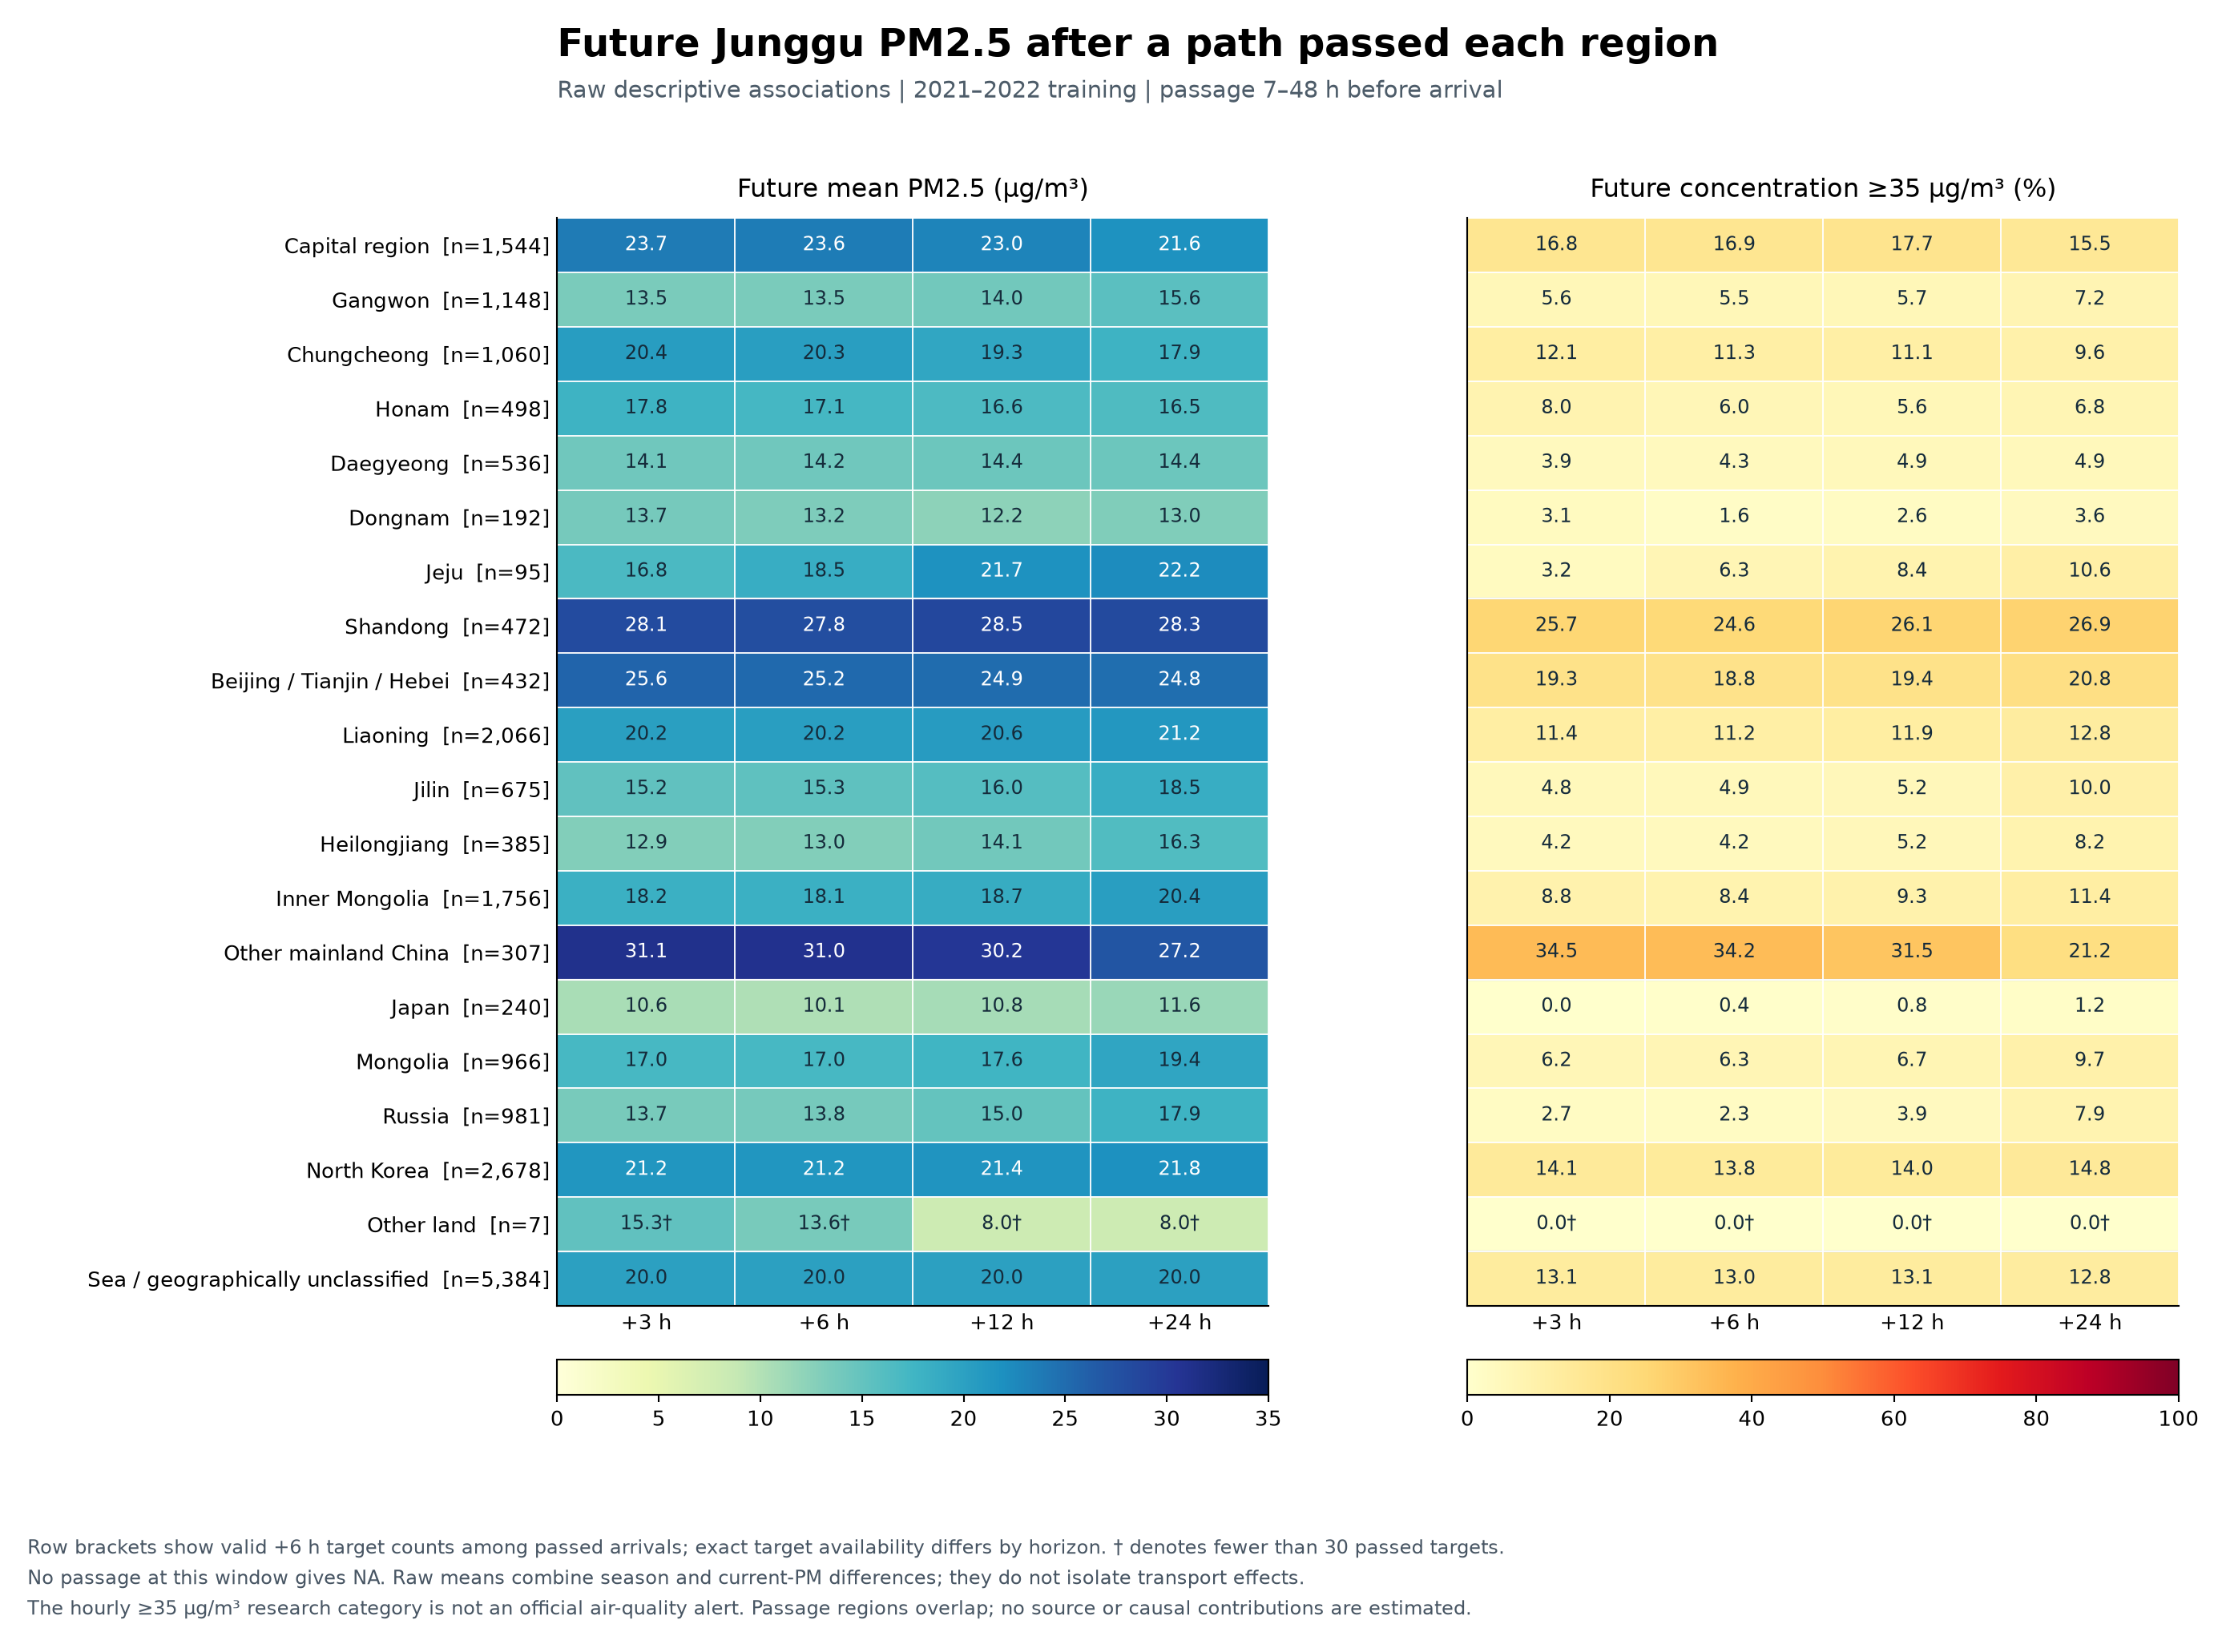 Future Junggu PM2.5 after a path passed each region
Raw descriptive associations | 2021–2022 training | passage 7–48 h before arrival
Future mean PM2.5 (µg/m³)
Future concentration ≥35 µg/m³ (%)
Capital region [n=1,544] 23.7 23.6 23.0 21.6 16.8 16.9 17.7 15.5
Gangwon [n=1,148] 13.5 13.5 14.0 15.6 5.6 5.5 5.7 7.2
Chungcheong [n=1,060] 20.4 20.3 19.3 17.9 12.1 11.3 11.1 9.6
Honam [n=498] 17.8 17.1 16.6 16.5 8.0 6.0 5.6 6.8
Daegyeong [n=536] 14.1 14.2 14.4 14.4 3.9 4.3 4.9 4.9
Dongnam [n=192] 13.7 13.2 12.2 13.0 3.1 1.6 2.6 3.6
Jeju [n=95] 16.8 18.5 21.7 22.2 3.2 6.3 8.4 10.6
Shandong [n=472] 28.1 27.8 28.5 28.3 25.7 24.6 26.1 26.9
Beijing / Tianjin / Hebei [n=432] 25.6 25.2 24.9 24.8 19.3 18.8 19.4 20.8
Liaoning [n=2,066] 20.2 20.2 20.6 21.2 11.4 11.2 11.9 12.8
Jilin [n=675] 15.2 15.3 16.0 18.5 4.8 4.9 5.2 10.0
Heilongjiang [n=385] 12.9 13.0 14.1 16.3 4.2 4.2 5.2 8.2
Inner Mongolia [n=1,756] 18.2 18.1 18.7 20.4 8.8 8.4 9.3 11.4
Other mainland China [n=307] 31.1 31.0 30.2 27.2 34.5 34.2 31.5 21.2
Japan [n=240] 10.6 10.1 10.8 11.6 0.0 0.4 0.8 1.2
Mongolia [n=966] 17.0 17.0 17.6 19.4 6.2 6.3 6.7 9.7
Russia [n=981] 13.7 13.8 15.0 17.9 2.7 2.3 3.9 7.9
North Korea [n=2,678] 21.2 21.2 21.4 21.8 14.1 13.8 14.0 14.8
Other land [n=7] 15.3† 13.6† 8.0† 8.0† 0.0† 0.0† 0.0† 0.0†
Sea / geographically unclassified [n=5,384] 20.0 20.0 20.0 20.0 13.1 13.0 13.1 12.8
+3 h +6 h +12 h +24 h +3 h +6 h +12 h +24 h
0 5 10 15 20 25 30 35 0 20 40 60 80 100
Row brackets show valid +6 h target counts among passed arrivals; exact target availability differs by horizon. † denotes fewer than 30 passed targets.
No passage at this window gives NA. Raw means combine season and current-PM differences; they do not isolate transport effects.
The hourly ≥35 µg/m³ research category is not an official air-quality alert. Passage regions overlap; no source or causal contributions are estimated.